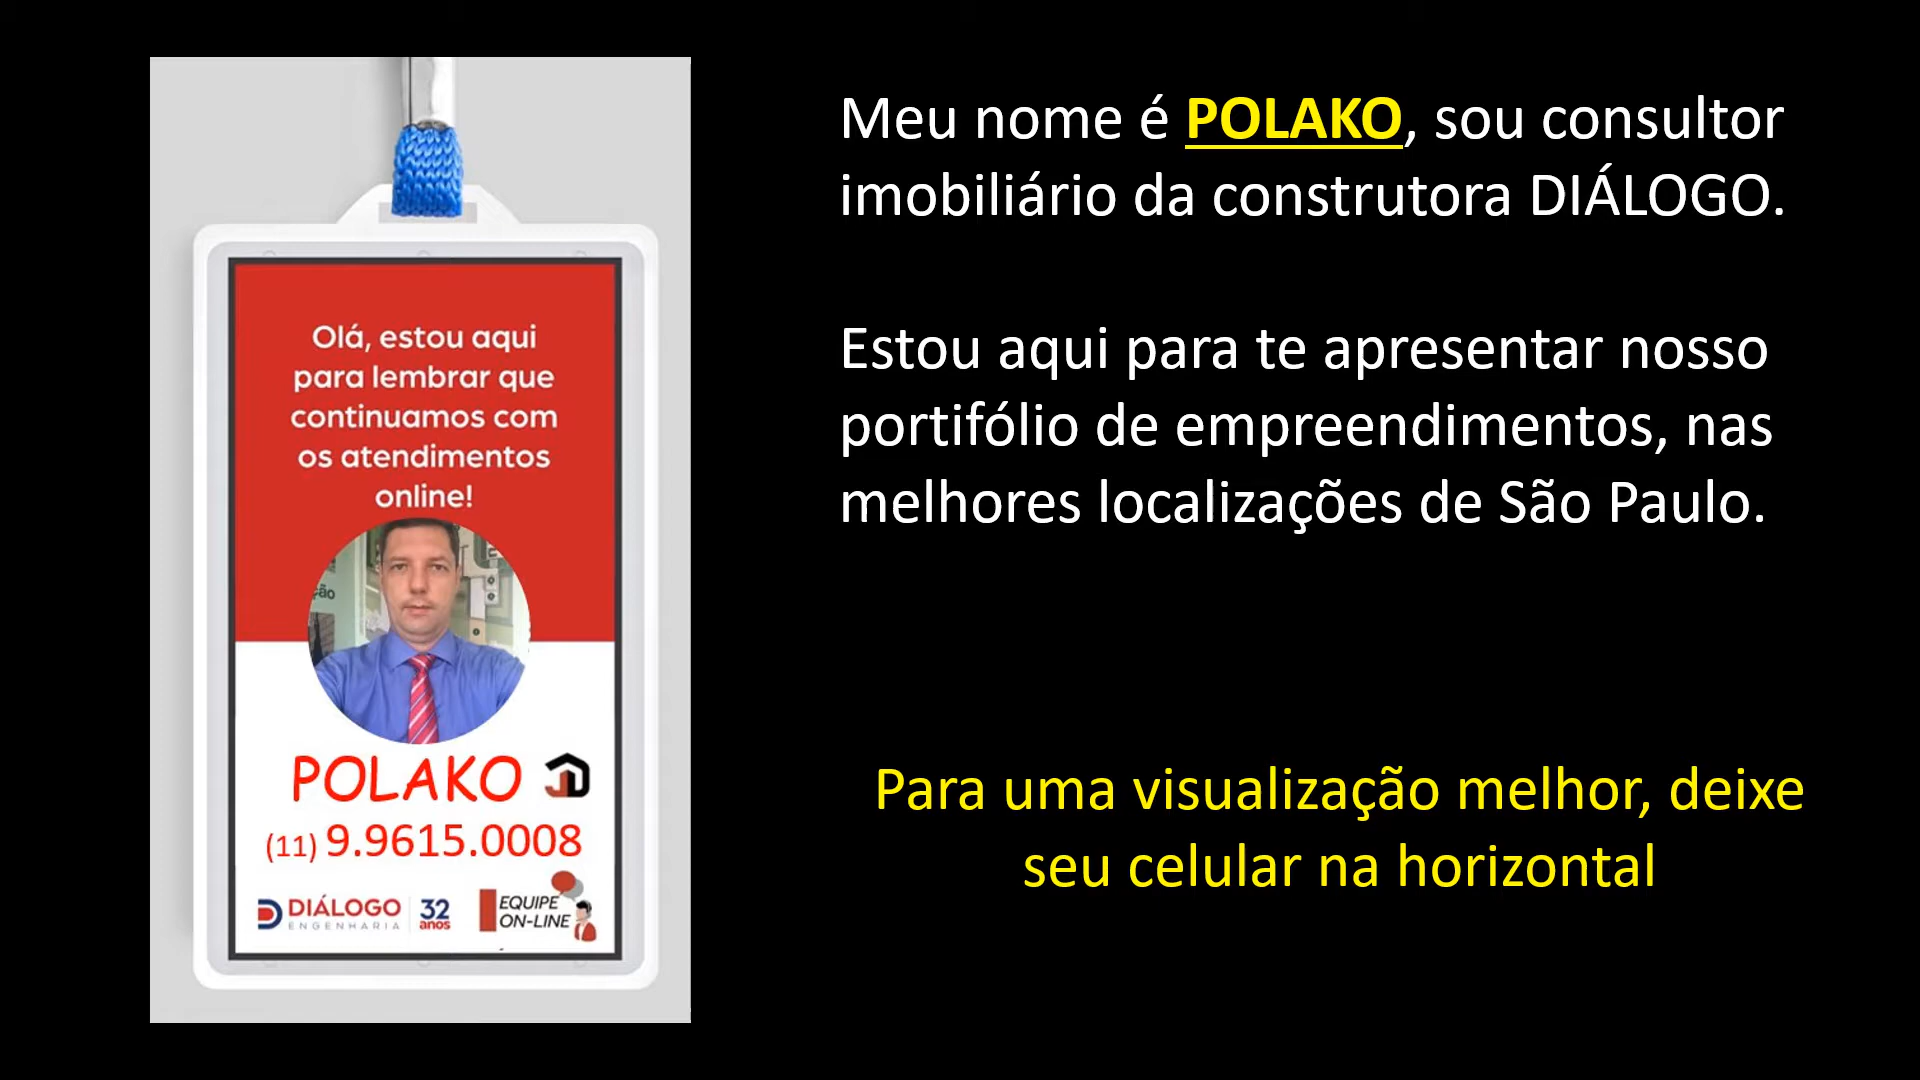 Meu nome é POLAKO, sou consultor
imobiliário da construtora DIÁLOGO.
Estou aqui para te apresentar nosso
portifólio de empreendimentos, nas
melhores localizações de São Paulo.
Para uma visualização melhor, deixe
seu celular na horizontal
Olá, estou aqui
para lembrar que
continuamos com
os atendimentos
online!
ção
POLAKO
(11) 9.9615.0008
DIÁLOGO
ENGENHARIA
32
anos
EQUIPE
ON-LINE